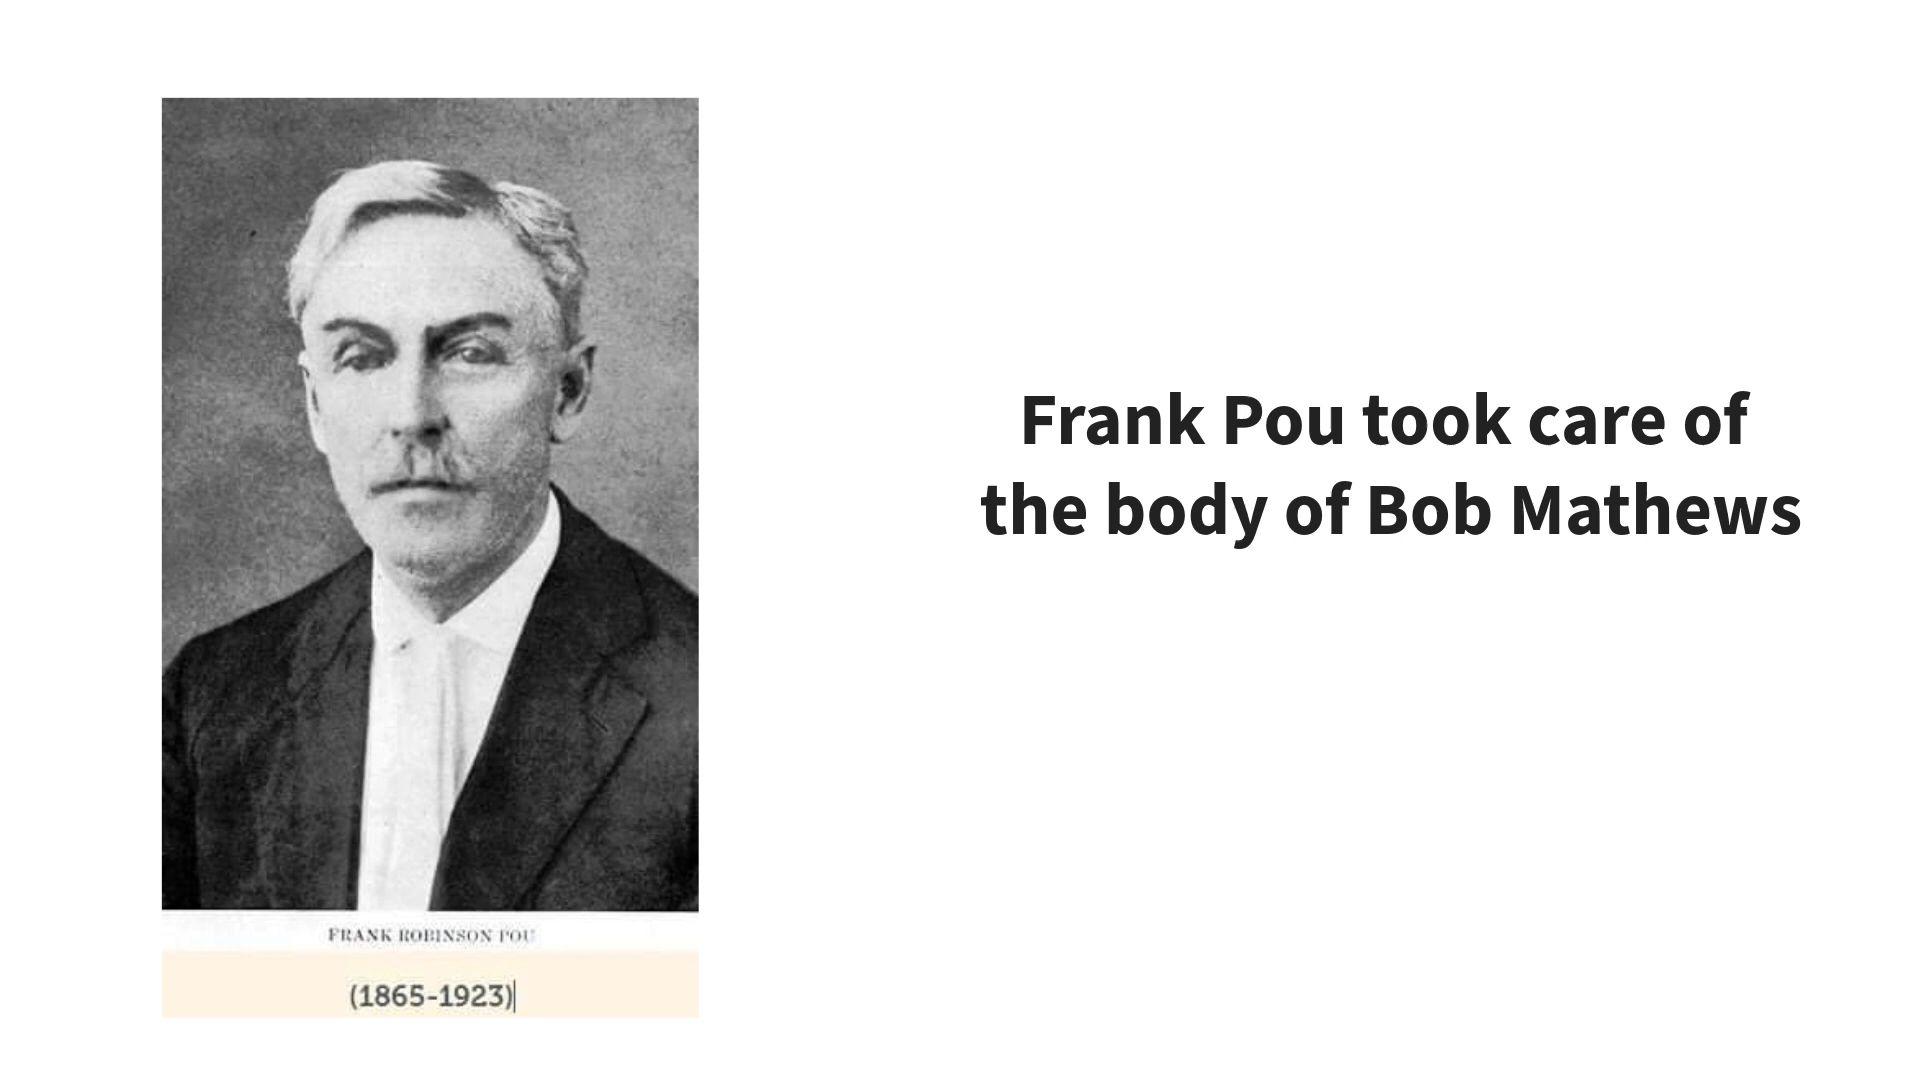 Frank Pou took care of
the body of Bob Mathews
FRANK ROBINSON POU
(1865-1923)